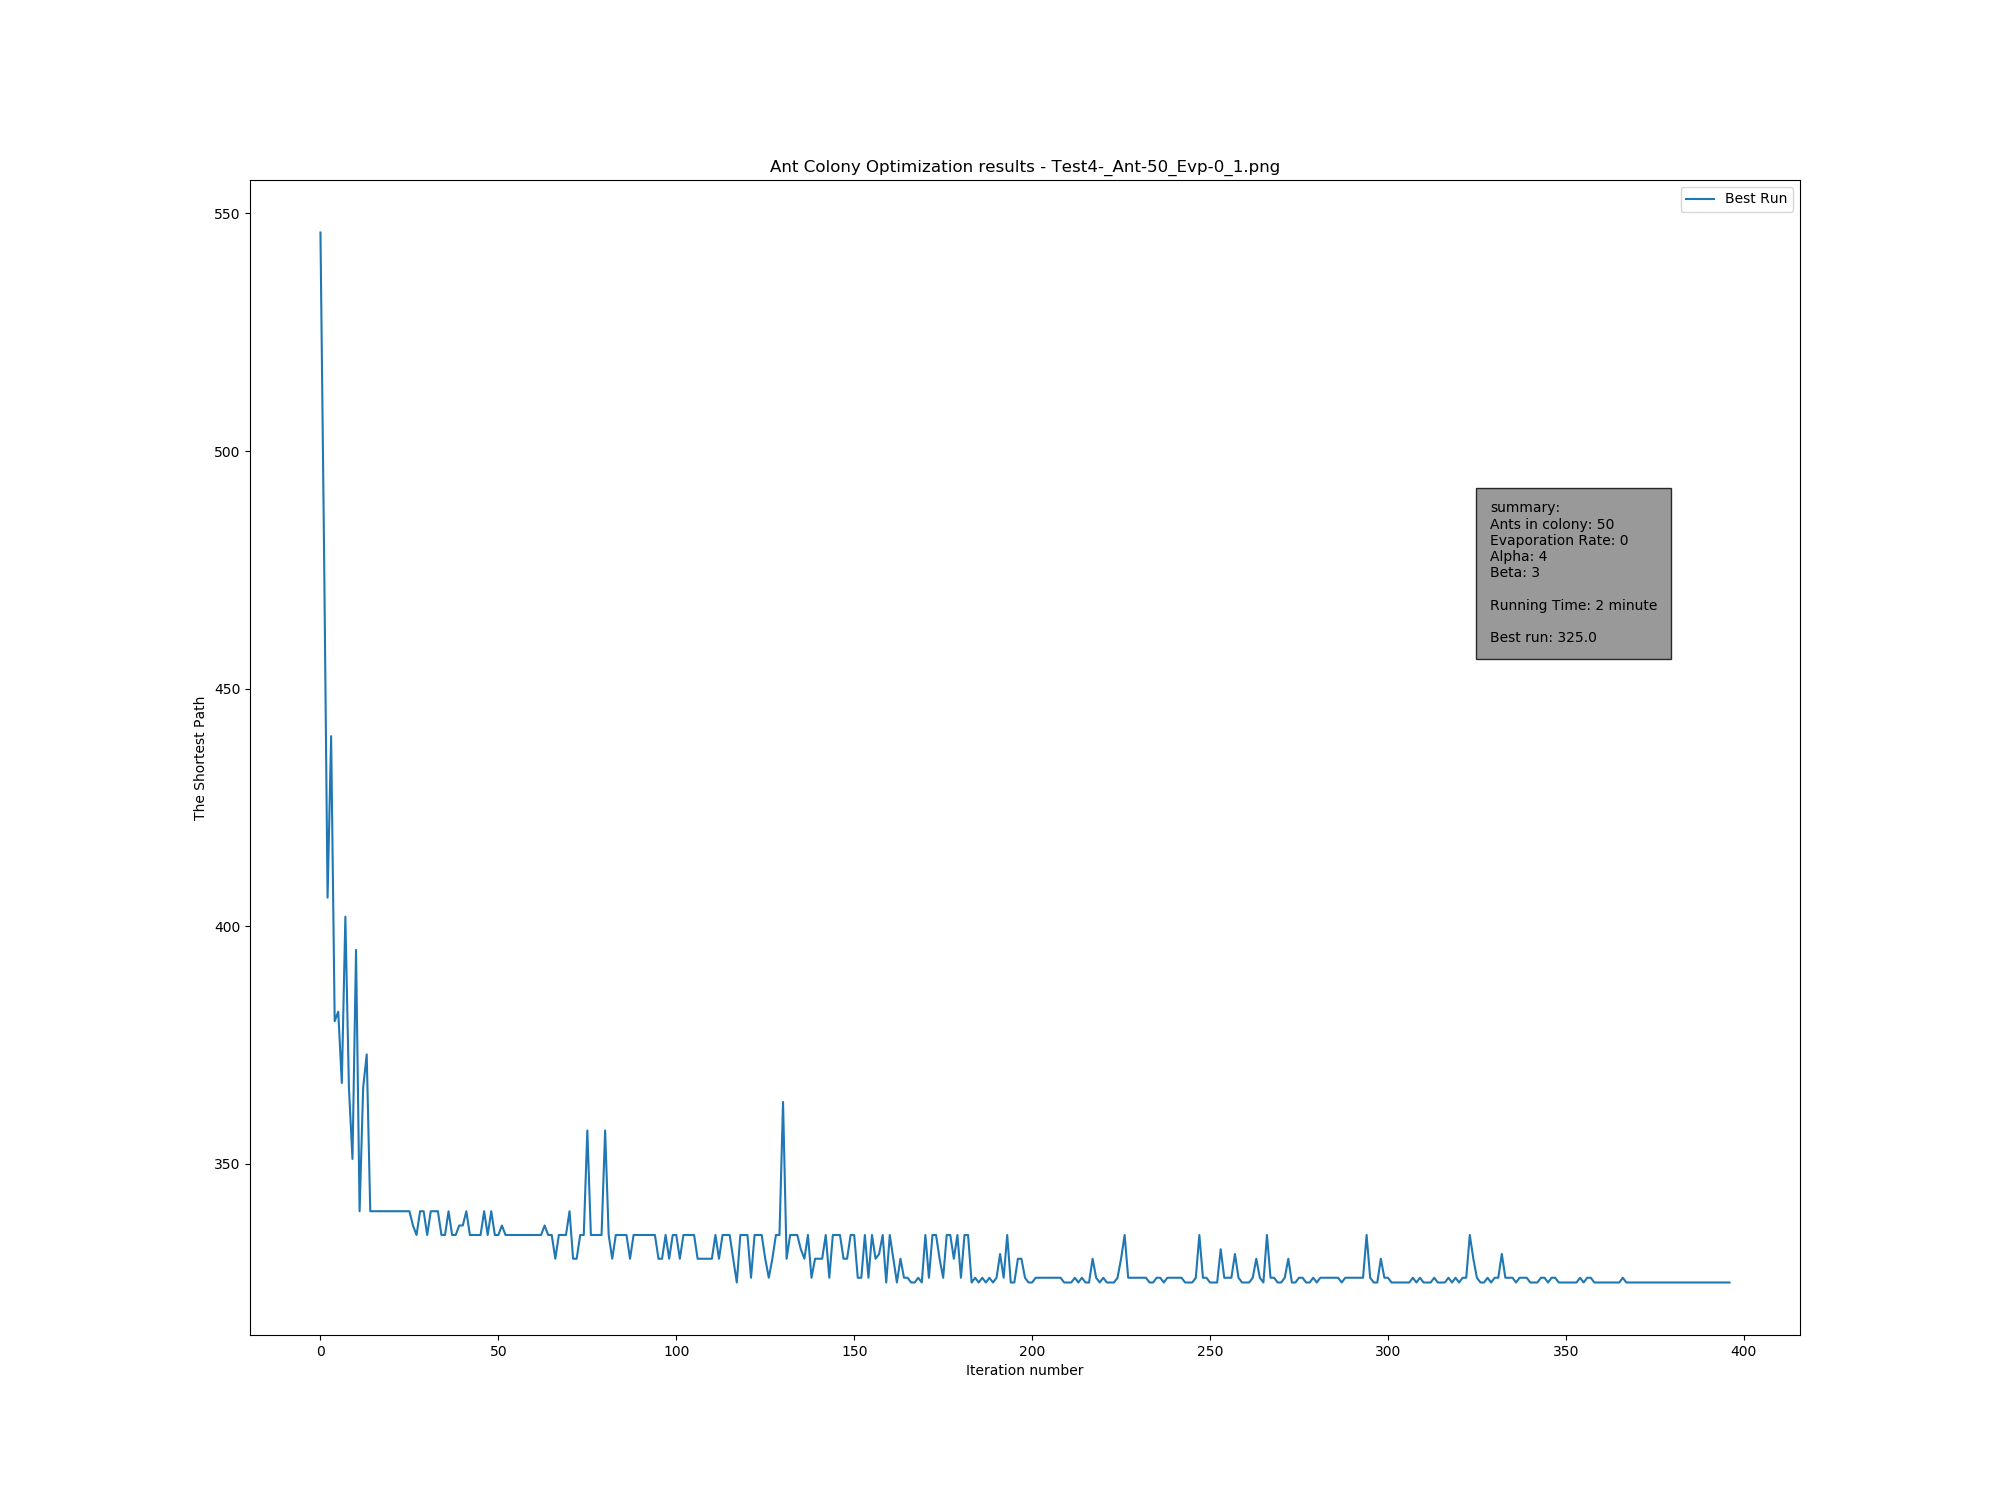 Ant Colony Optimization results - Test4-_Ant-50_Evp-0_1.png
Best Run
550
500
450
400
350
The Shortest Path
summary:
Ants in colony: 50
Evaporation Rate: 0
Alpha: 4
Beta: 3
Running Time: 2 minute
Best run: 325.0
0 50 100 150 200 250 300 350 400
Iteration number